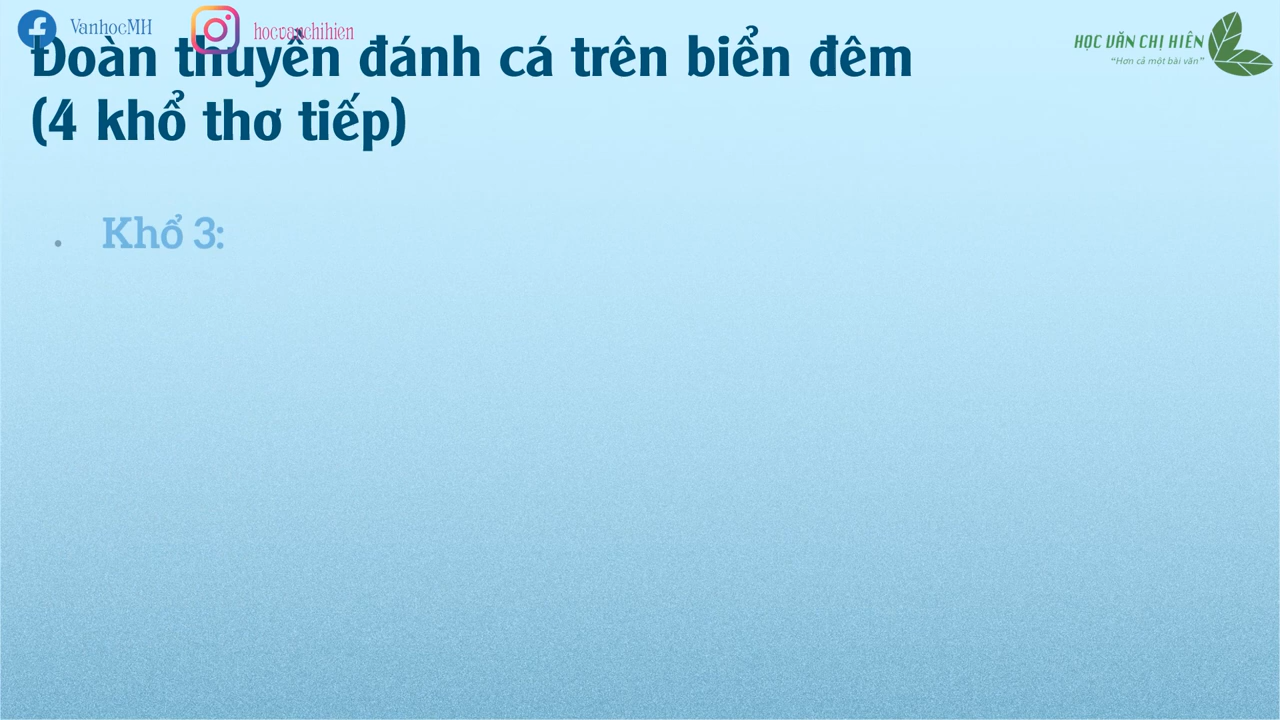 VanhocMH
hocvanchihien
HỌC VĂN CHỊ HIÊN
"Hơn cả một bài văn"
Đoàn thuyền đánh cá trên biển đêm
(4 khổ thơ tiếp)
• Khổ 3: